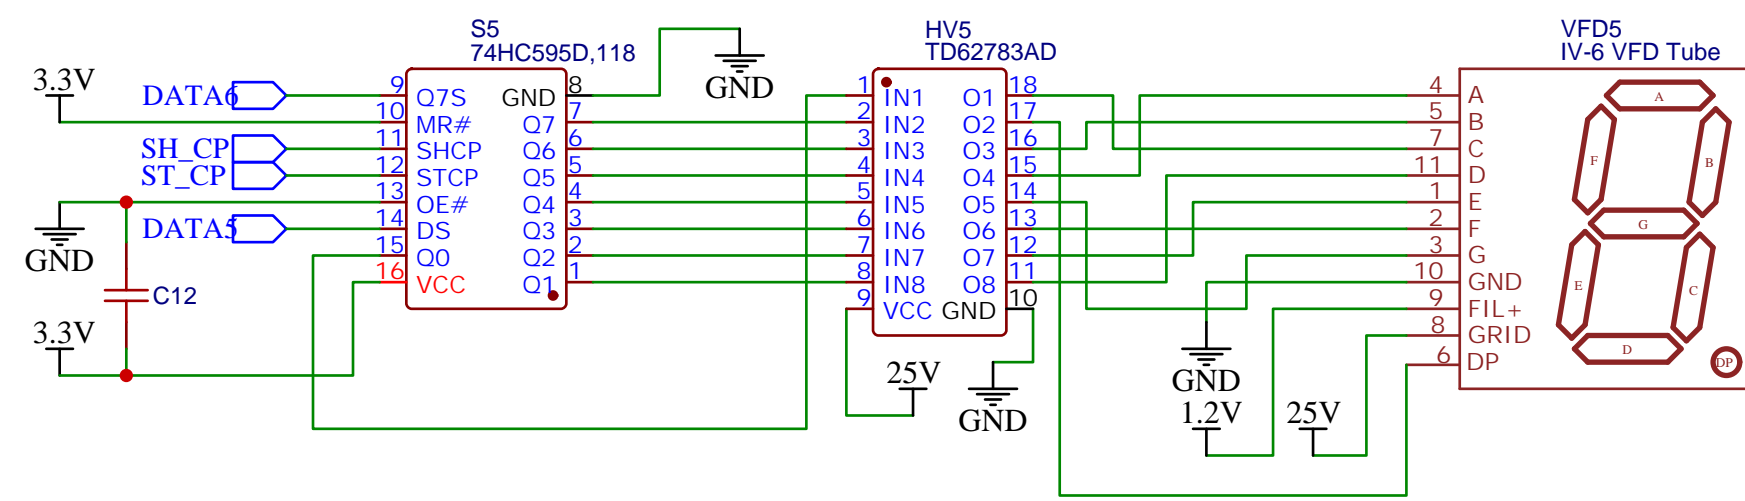 S5
74HC595D,118
HV5
TD62783AD
VFD5
IV-6 VFD Tube
3.3V
DATA6
SH_CP
ST_CP
GND
DATA5
C12
3.3V
9 Q7S
10 MR#
11 SHCP
12 STCP
13 OE#
14 DS
15 Q0
16 VCC
GND 8
Q7 7
Q6 6
Q5 5
Q4 4
Q3 3
Q2 2
Q1 1
GND
1 IN1
2 IN2
3 IN3
4 IN4
5 IN5
6 IN6
7 IN7
8 IN8
9 VCC
O1 18
O2 17
O3 16
O4 15
O5 14
O6 13
O7 12
O8 11
GND 10
25V
GND
GND
1.2V
25V
4 A
5 B
7 C
11 D
1 E
2 F
3 G
10 GND
9 FIL+
8 GRID
6 DP
A
F
B
G
E
C
D
DP